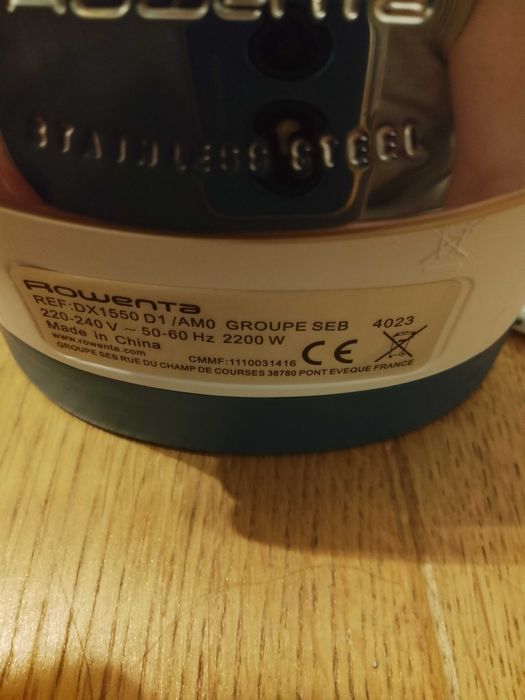 ROWENTA
STAINLESS STEEL
ROWENTA
REF:DX1550 D1 /AM0 GROUPE SEB 4023
220-240 V ~ 50-60 Hz 2200 W
Made in China
www.rowenta.com CMMF:1110031416 CE
GROUPE SEB RUE DU CHAMP DE COURSES 38780 PONT EVEQUE FRANCE